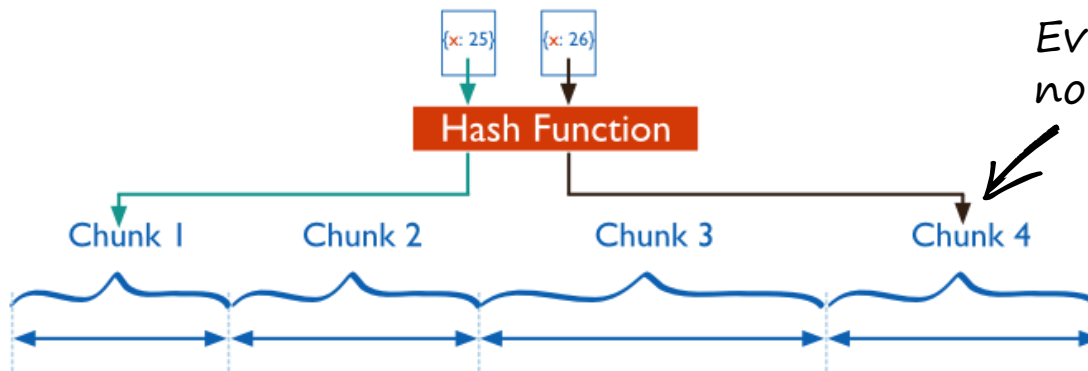 {x: 25} {x: 26}
Ev
no
Hash Function
Chunk 1 Chunk 2 Chunk 3 Chunk 4